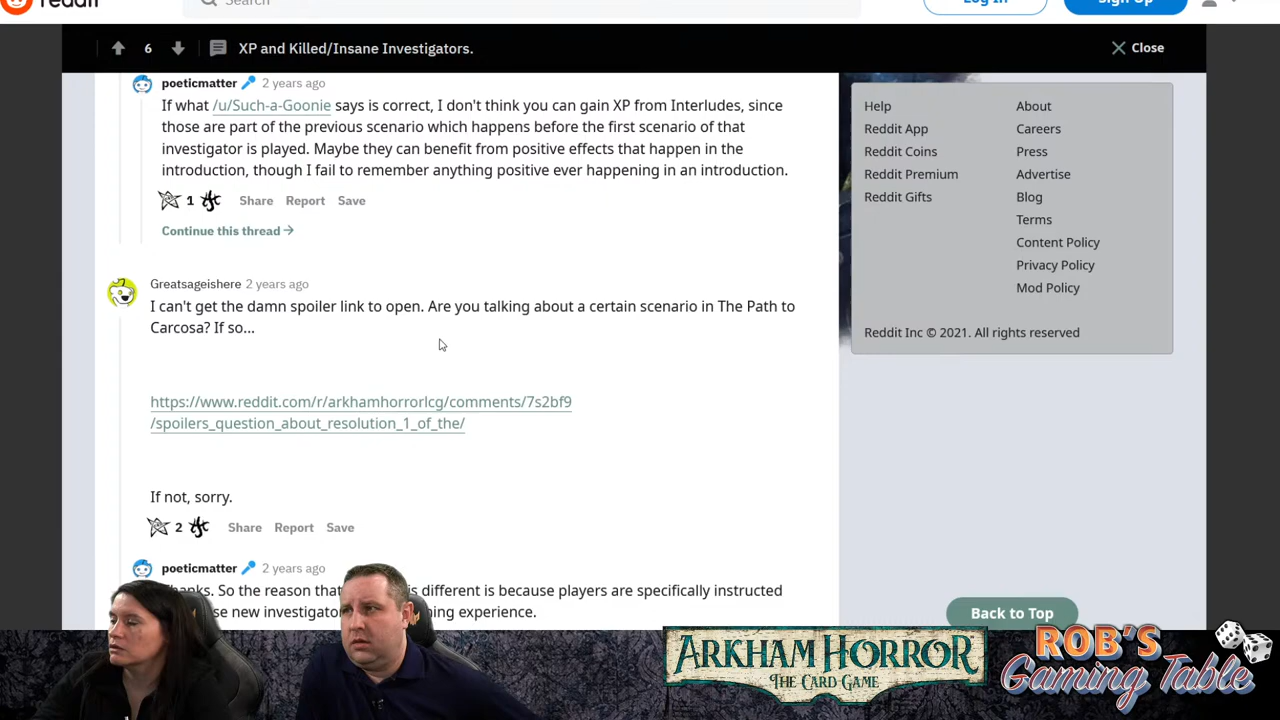 reddit
Search
Log In
Sign Up
6
XP and Killed/Insane Investigators.
Close
poeticmatter 2 years ago
If what /u/Such-a-Goonie says is correct, I don't think you can gain XP from Interludes, since
those are part of the previous scenario which happens before the first scenario of that
investigator is played. Maybe they can benefit from positive effects that happen in the
introduction, though I fail to remember anything positive ever happening in an introduction.
1 Share Report Save
Continue this thread
Greatsageishere 2 years ago
I can't get the damn spoiler link to open. Are you talking about a certain scenario in The Path to
Carcosa? If so...
https://www.reddit.com/r/arkhamhorrorlcg/comments/7s2bf9
/spoilers_question_about_resolution_1_of_the/
If not, sorry.
2 Share Report Save
poeticmatter 2 years ago
Thanks. So the reason that is different is because players are specifically instructed
new investigator experience.
Help
About
Reddit App
Careers
Reddit Coins
Press
Reddit Premium
Advertise
Reddit Gifts
Blog
Terms
Content Policy
Privacy Policy
Mod Policy
Reddit Inc © 2021. All rights reserved
Back to Top
ARKHAM HORROR
THE CARD GAME
ROB'S
Gaming Table